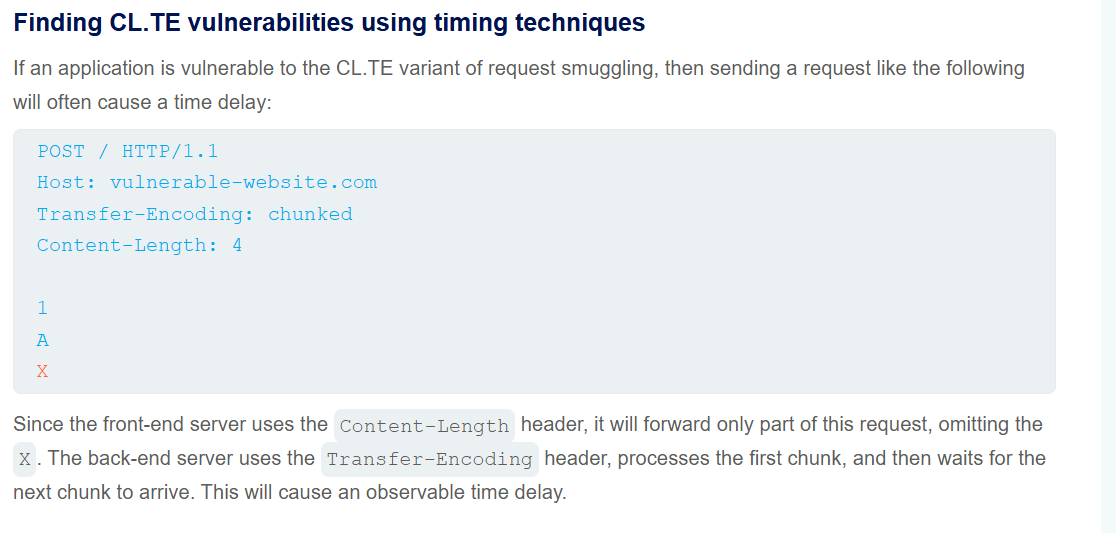 Finding CL.TE vulnerabilities using timing techniques
If an application is vulnerable to the CL.TE variant of request smuggling, then sending a request like the following
will often cause a time delay:
POST / HTTP/1.1
Host: vulnerable-website.com
Transfer-Encoding: chunked
Content-Length: 4
1
A
X
Since the front-end server uses the Content-Length header, it will forward only part of this request, omitting the
X. The back-end server uses the Transfer-Encoding header, processes the first chunk, and then waits for the
next chunk to arrive. This will cause an observable time delay.